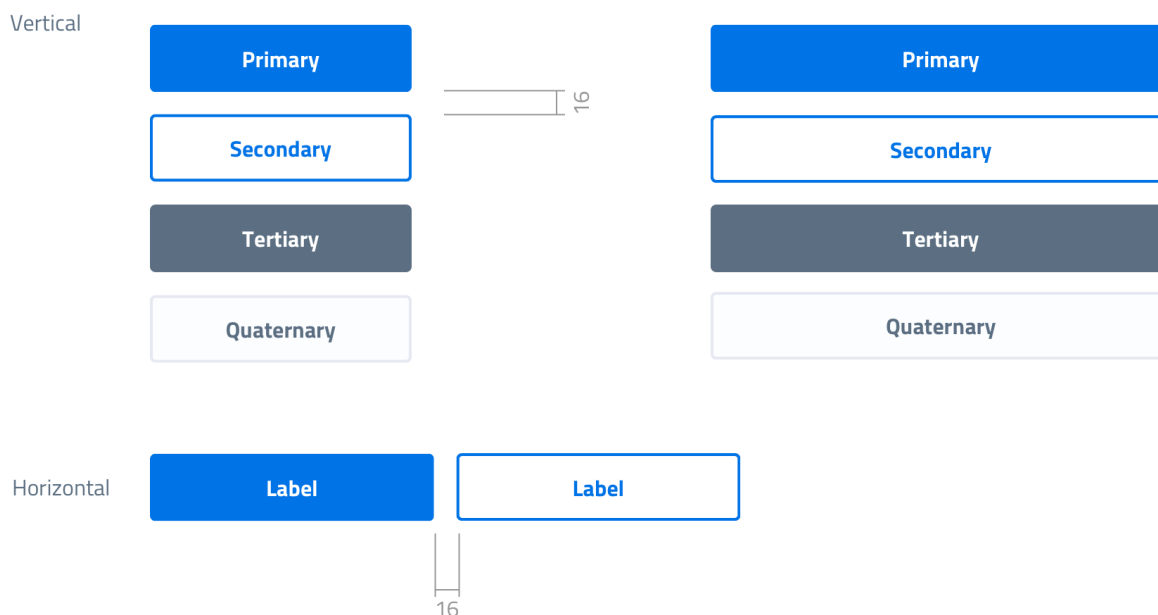 Vertical
Primary
Primary
16
Secondary
Secondary
Tertiary
Tertiary
Quaternary
Quaternary
Horizontal
Label
Label
16